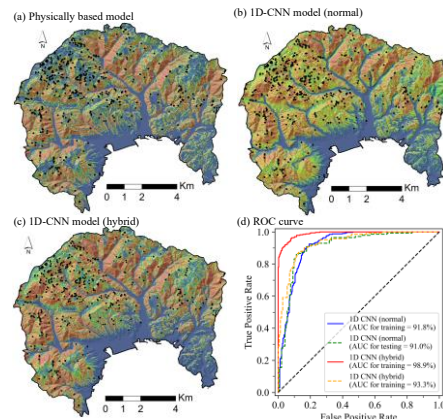 (a) Physically based model
(b) 1D-CNN model (normal)
N
N
Km
0 1 2 4
Km
0 1 2 4
(c) 1D-CNN model (hybrid)
(d) ROC curve
N
Km
0 1 2 4
True Positive Rate
1.0
0.8
0.6
0.4
0.2
0.0
1D CNN (normal)
(AUC for training = 91.8%)
1D CNN (normal)
(AUC for testing = 91.0%)
1D CNN (hybrid)
(AUC for training = 98.9%)
1D CNN (hybrid)
(AUC for training = 93.3%)
0.0 0.2 0.4 0.6 0.8 1.0
False Positive Rate